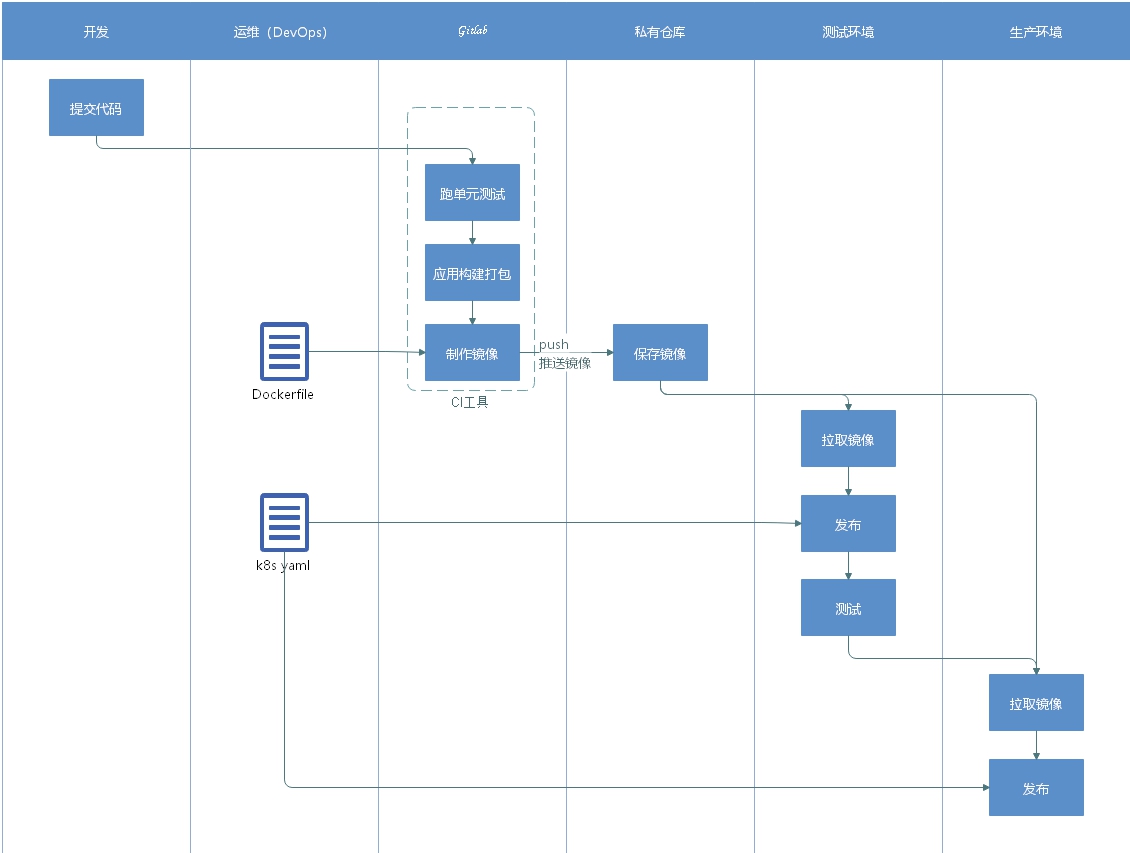 开发
运维（DevOps）
Gitlab
私有仓库
测试环境
生产环境
提交代码
跑单元测试
应用构建打包
制作镜像
Dockerfile
CI工具
push
推送镜像
保存镜像
拉取镜像
k8s yaml
发布
测试
拉取镜像
发布